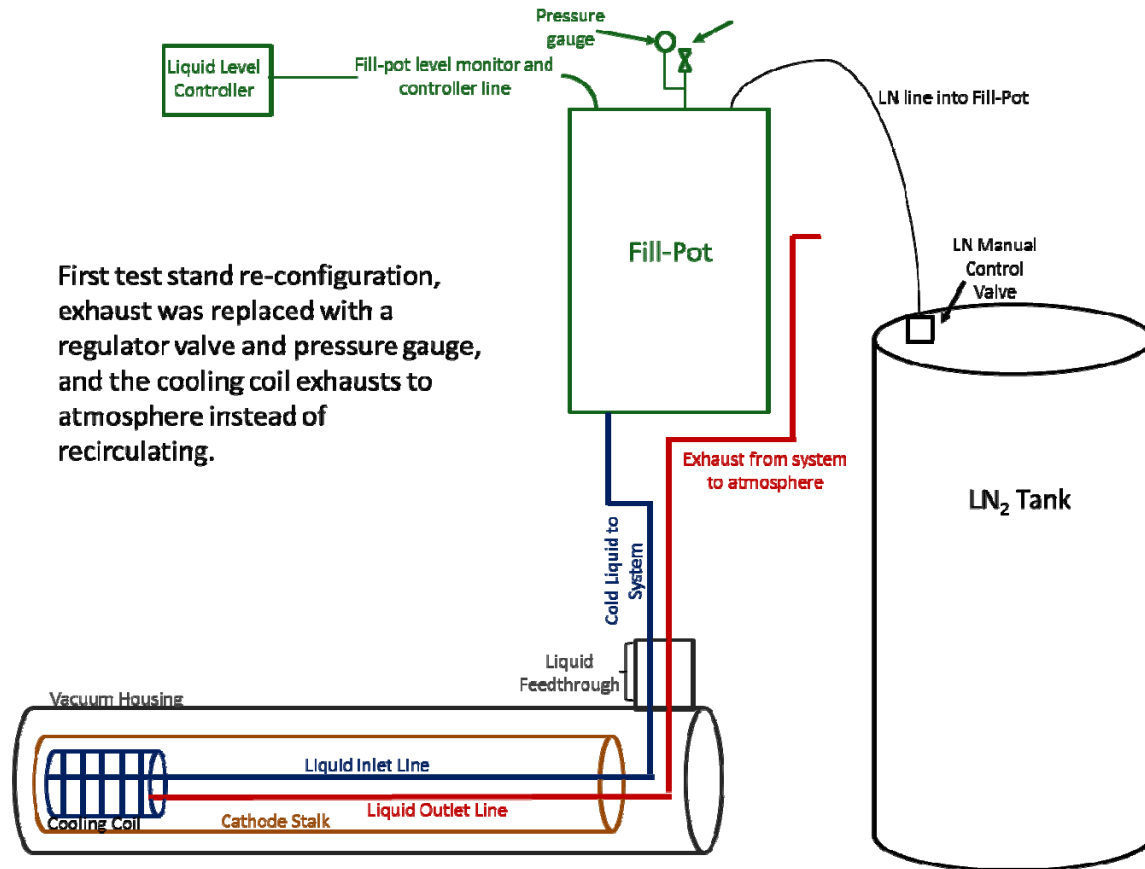 Pressure
gauge
Liquid Level
Controller
Fill-pot level monitor and
controller line
LN line into Fill-Pot
Fill-Pot
LN Manual
Control
Valve
First test stand re-configuration,
exhaust was replaced with a
regulator valve and pressure gauge,
and the cooling coil exhausts to
atmosphere instead of
recirculating.
Exhaust from system
to atmosphere
LN₂ Tank
Cold Liquid to
System
Liquid
Feedthrough
Vacuum Housing
Liquid Inlet Line
Liquid Outlet Line
Cooling Coil
Cathode Stalk